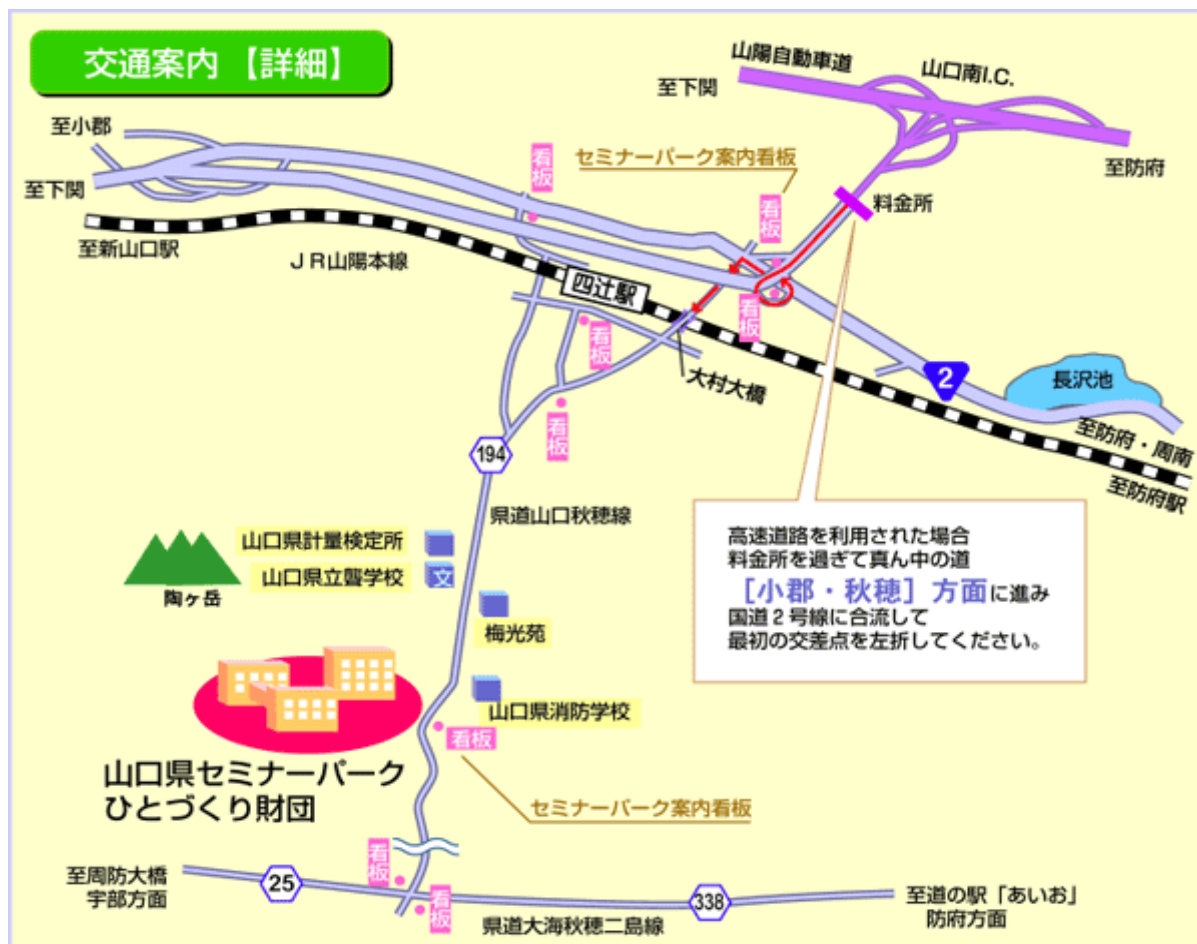 交通案内【詳細】
山陽自動車道
山口南I.C.
至下関
至防府
料金所
セミナーパーク案内看板
看板
看板
至小郡
至下関
至新山口駅
JR山陽本線
四辻駅
看板
看板
看板
大村大橋
2
長沢池
至防府・周南
至防府駅
194
県道山口秋穂線
高速道路を利用された場合
料金所を過ぎて真ん中の道
［小郡・秋穂］方面に進み
国道2号線に合流して
最初の交差点を左折してください。
山口県計量検定所
山口県立聾学校
文
陶ヶ岳
梅光苑
山口県消防学校
看板
山口県セミナーパーク
ひとづくり財団
セミナーパーク案内看板
看板
看板
至周防大橋
宇部方面
25
県道大海秋穂二島線
338
至道の駅「あいお」
防府方面